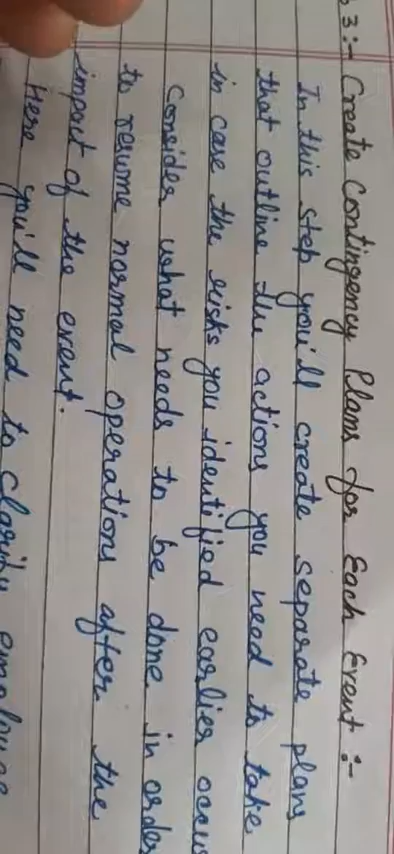 3:- Create Contingency Plans for Each Event:-
In this step you'll create separate plans
that outline the actions you need to take
in case the risks you identified earlier occur
Consider what needs to be done in order
to resume normal operations after the
impact of the event.
Here you'll need to clarify employee